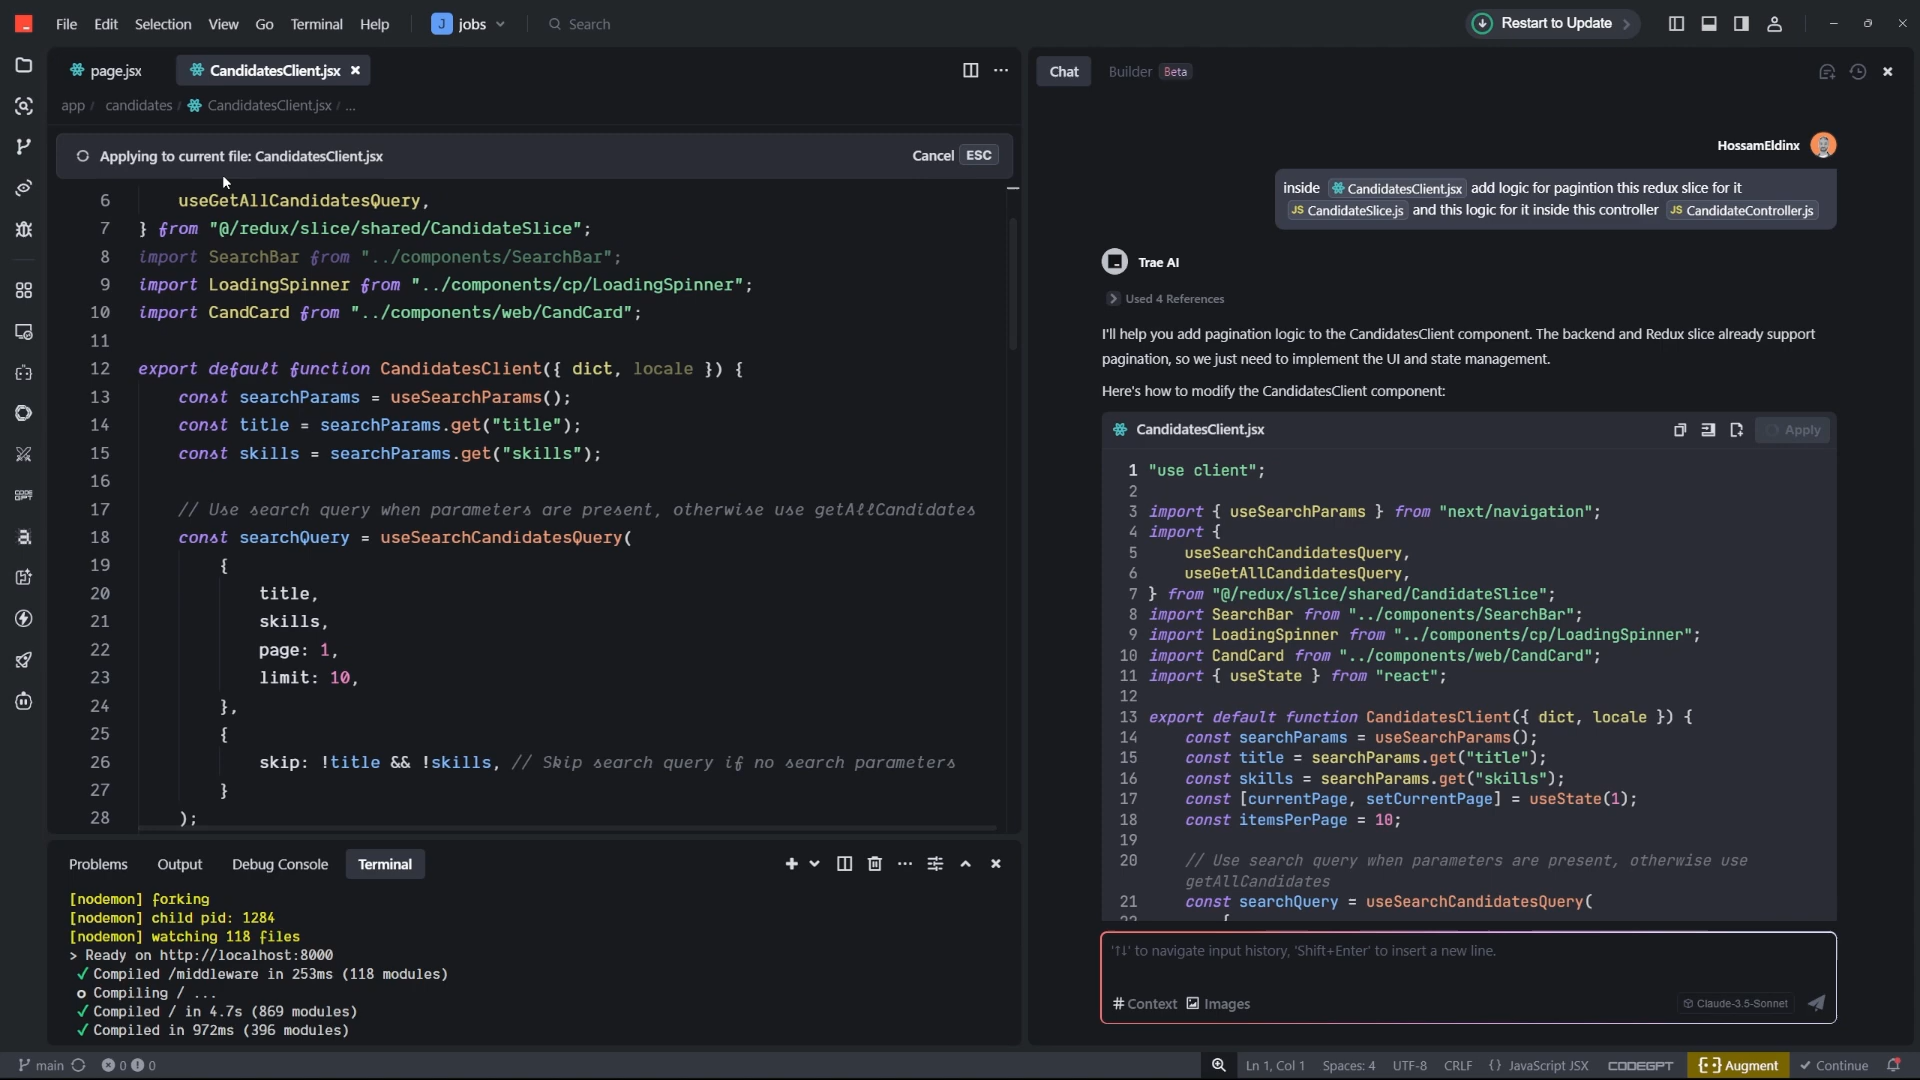 File Edit Selection View Go Terminal Help J jobs Search Restart to Update
page.jsx CandidatesClient.jsx
app / candidates / CandidatesClient.jsx / ...
Applying to current file: CandidatesClient.jsx Cancel ESC
6 useGetAllCandidatesQuery,
7 } from "@/redux/slice/shared/CandidateSlice";
8 import SearchBar from "../components/SearchBar";
9 import LoadingSpinner from "../components/cp/LoadingSpinner";
10 import CandCard from "../components/web/CandCard";
11
12 export default function CandidatesClient({ dict, locale }) {
13 const searchParams = useSearchParams();
14 const title = searchParams.get("title");
15 const skills = searchParams.get("skills");
16
17 // Use search query when parameters are present, otherwise use getAllCandidates
18 const searchQuery = useSearchCandidatesQuery(
19 {
20 title,
21 skills,
22 page: 1,
23 limit: 10,
24 },
25 {
26 skip: !title && !skills, // Skip search query if no search parameters
27 }
28 );
Problems Output Debug Console Terminal
[nodemon] forking
[nodemon] child pid: 1284
[nodemon] watching 118 files
> Ready on http://localhost:8000
✓ Compiled /middleware in 253ms (118 modules)
○ Compiling / ...
✓ Compiled / in 4.7s (869 modules)
✓ Compiled in 972ms (396 modules)
Chat Builder Beta
HossamEldinx
inside CandidatesClient.jsx add logic for pagintion this redux slice for it
JS CandidateSlice.js and this logic for it inside this controller JS CandidateController.js
Trae AI
Used 4 References
I'll help you add pagination logic to the CandidatesClient component. The backend and Redux slice already support
pagination, so we just need to implement the UI and state management.
Here's how to modify the CandidatesClient component:
CandidatesClient.jsx Apply
1 "use client";
2
3 import { useSearchParams } from "next/navigation";
4 import {
5 useSearchCandidatesQuery,
6 useGetAllCandidatesQuery,
7 } from "@/redux/slice/shared/CandidateSlice";
8 import SearchBar from "../components/SearchBar";
9 import LoadingSpinner from "../components/cp/LoadingSpinner";
10 import CandCard from "../components/web/CandCard";
11 import { useState } from "react";
12
13 export default function CandidatesClient({ dict, locale }) {
14 const searchParams = useSearchParams();
15 const title = searchParams.get("title");
16 const skills = searchParams.get("skills");
17 const [currentPage, setCurrentPage] = useState(1);
18 const itemsPerPage = 10;
19
20 // Use search query when parameters are present, otherwise use
getAllCandidates
21 const searchQuery = useSearchCandidatesQuery(
22 {
'↑↓' to navigate input history, 'Shift+Enter' to insert a new line.
# Context Images Claude-3.5-Sonnet
main 0 0 Ln 1, Col 1 Spaces: 4 UTF-8 CRLF {} JavaScript JSX CODEGPT Augment ✓ Continue